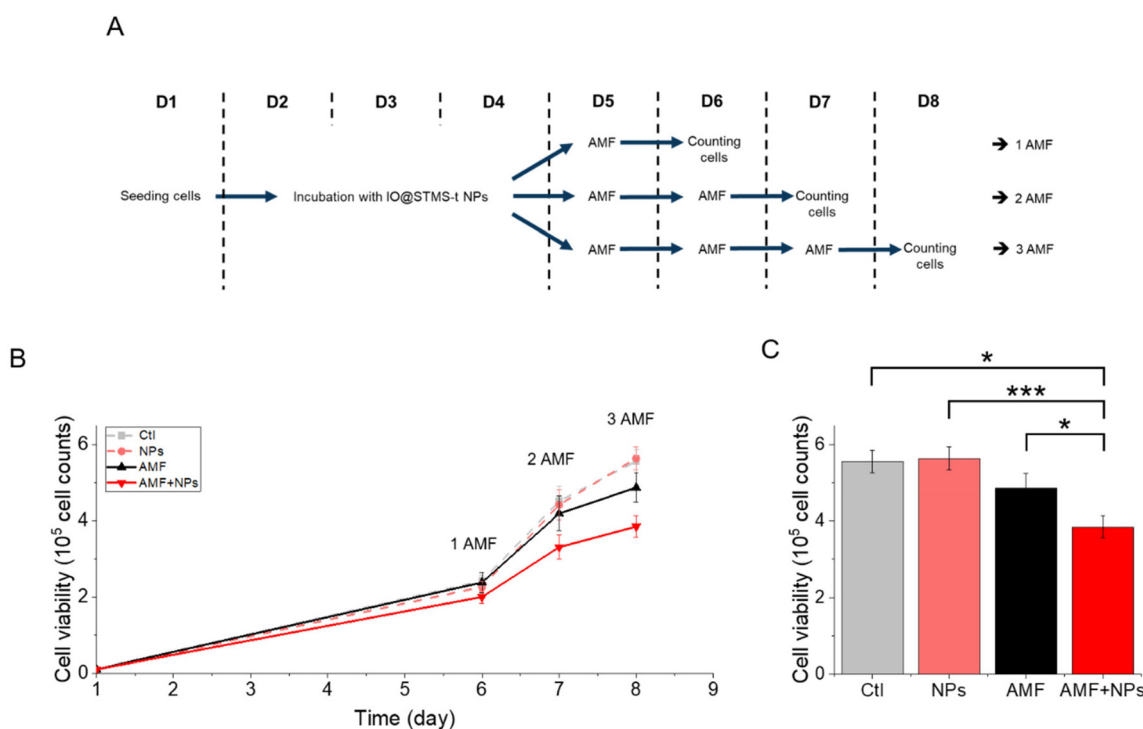 A
D1 D2 D3 D4 D5 D6 D7 D8
AMF Counting cells ➔ 1 AMF
Seeding cells Incubation with IO@STMS-t NPs AMF AMF Counting cells ➔ 2 AMF
AMF AMF AMF Counting cells ➔ 3 AMF
B
Cell viability (10⁵ cell counts)
6
4
2
0
Ctl
NPs
AMF
AMF+NPs
1 AMF
2 AMF
3 AMF
1 2 3 4 5 6 7 8 9
Time (day)
C
Cell viability (10⁵ cell counts)
6
4
2
0
*
***
*
Ctl NPs AMF AMF+NPs